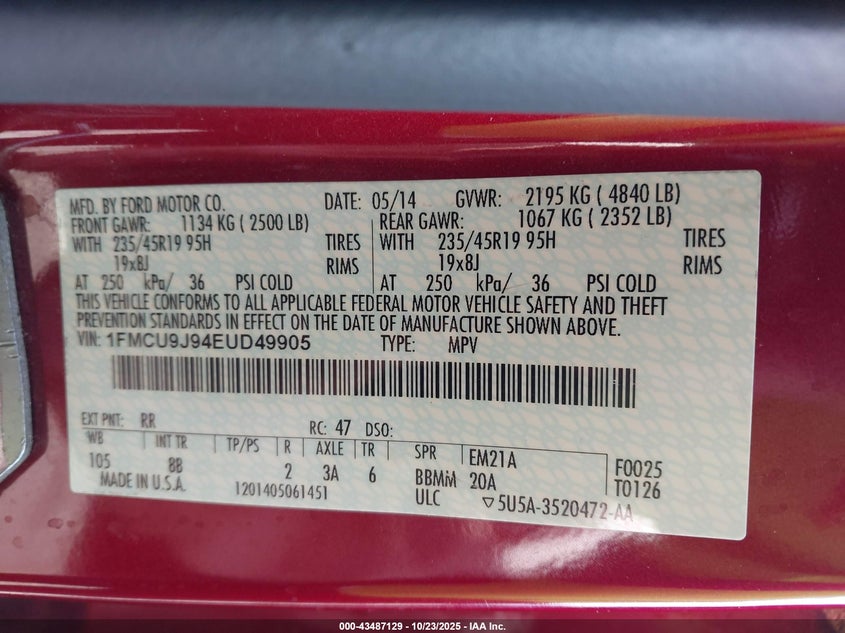 MFD. BY FORD MOTOR CO. DATE: 05/14 GVWR: 2195 KG ( 4840 LB)
FRONT GAWR: 1134 KG ( 2500 LB) REAR GAWR: 1067 KG ( 2352 LB)
WITH 235/45R19 95H TIRES WITH 235/45R19 95H TIRES
19x8J RIMS 19x8J RIMS
AT 250 kPa/ 36 PSI COLD AT 250 kPa/ 36 PSI COLD
THIS VEHICLE CONFORMS TO ALL APPLICABLE FEDERAL MOTOR VEHICLE SAFETY AND THEFT
PREVENTION STANDARDS IN EFFECT ON THE DATE OF MANUFACTURE SHOWN ABOVE.
VIN: 1FMCU9J94EUD49905 TYPE: MPV
EXT PNT: RR RC: 47 DSO:
WB INT TR TP/PS R AXLE TR SPR EM21A F0025
105 8B 2 3A 6 BBMM 20A T0126
MADE IN U.S.A. 1201405061451 ULC ▽5U5A-3520472-AA
000-43487129 - 10/23/2025 - IAA Inc.